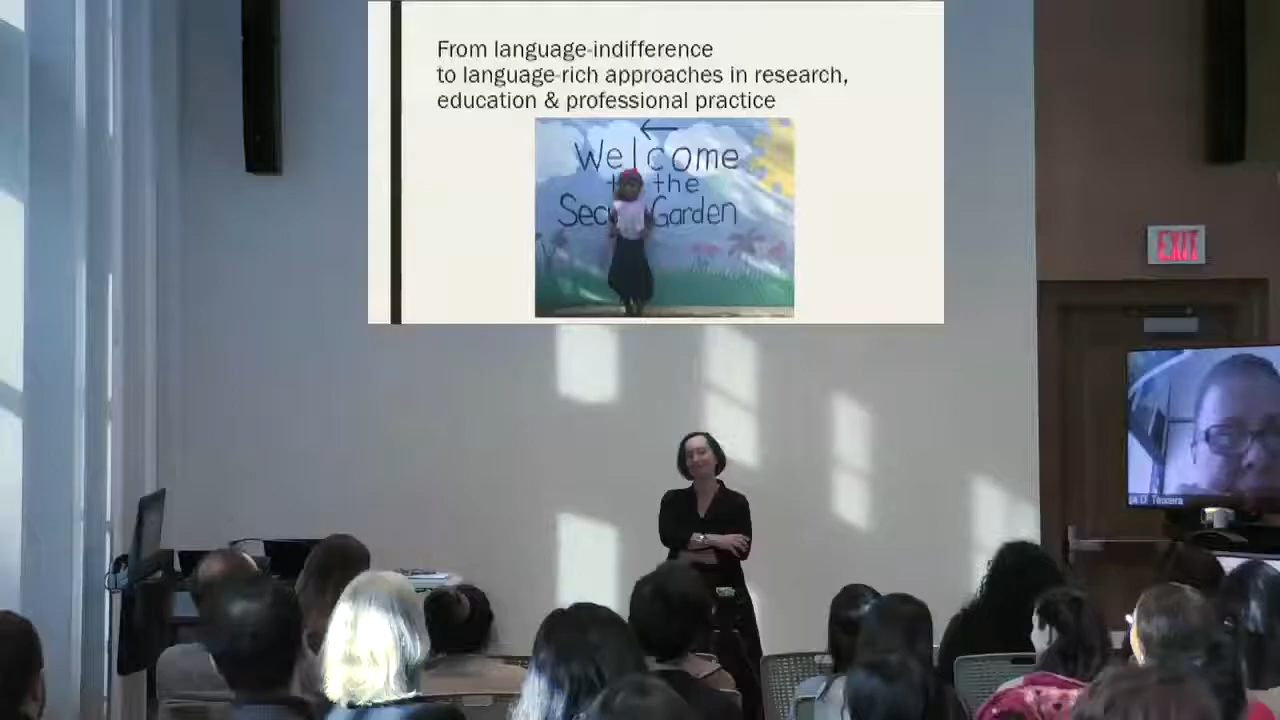 From language-indifference
to language-rich approaches in research,
education & professional practice
Welcome
the
Garden
EXIT